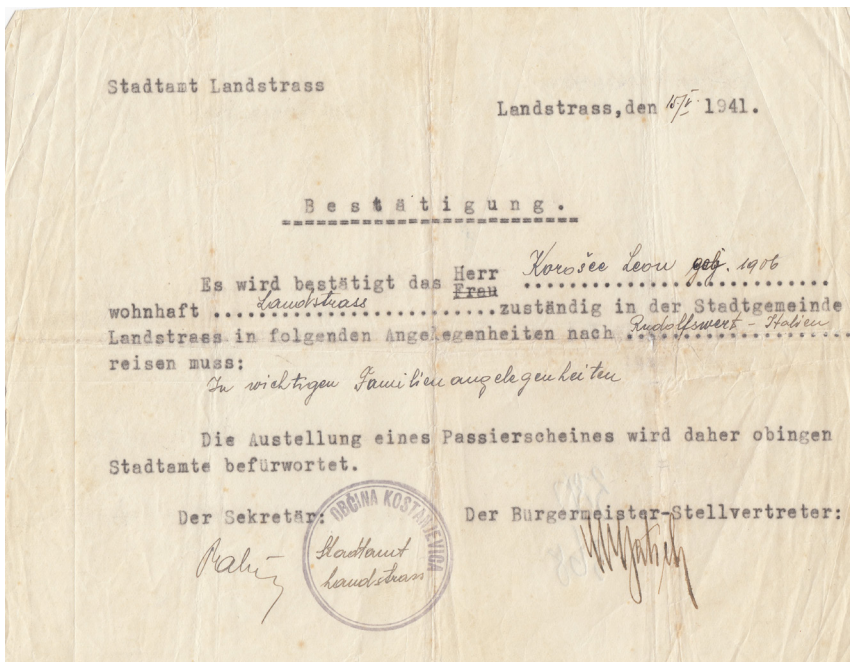 Stadtamt Landstrass
Landstrass, den 15/V. 1941.
Bestätigung.
Es wird bestätigt das Herr Frau Korošec Leon geb. 1906
wohnhaft Landstrass zuständig in der Stadtgemeinde
Landstrass in folgenden Angelegenheiten nach Rudolfswert - Italien
reisen muss:
In wichtigen Familienangelegenheiten
Die Austellung eines Passierscheines wird daher obingen
Stadtamte befürwortet.
Der Sekretär:
Der Bürgermeister-Stellvertreter:
OBČINA KOSTANJEVICA
Stadtamt
Landstrass